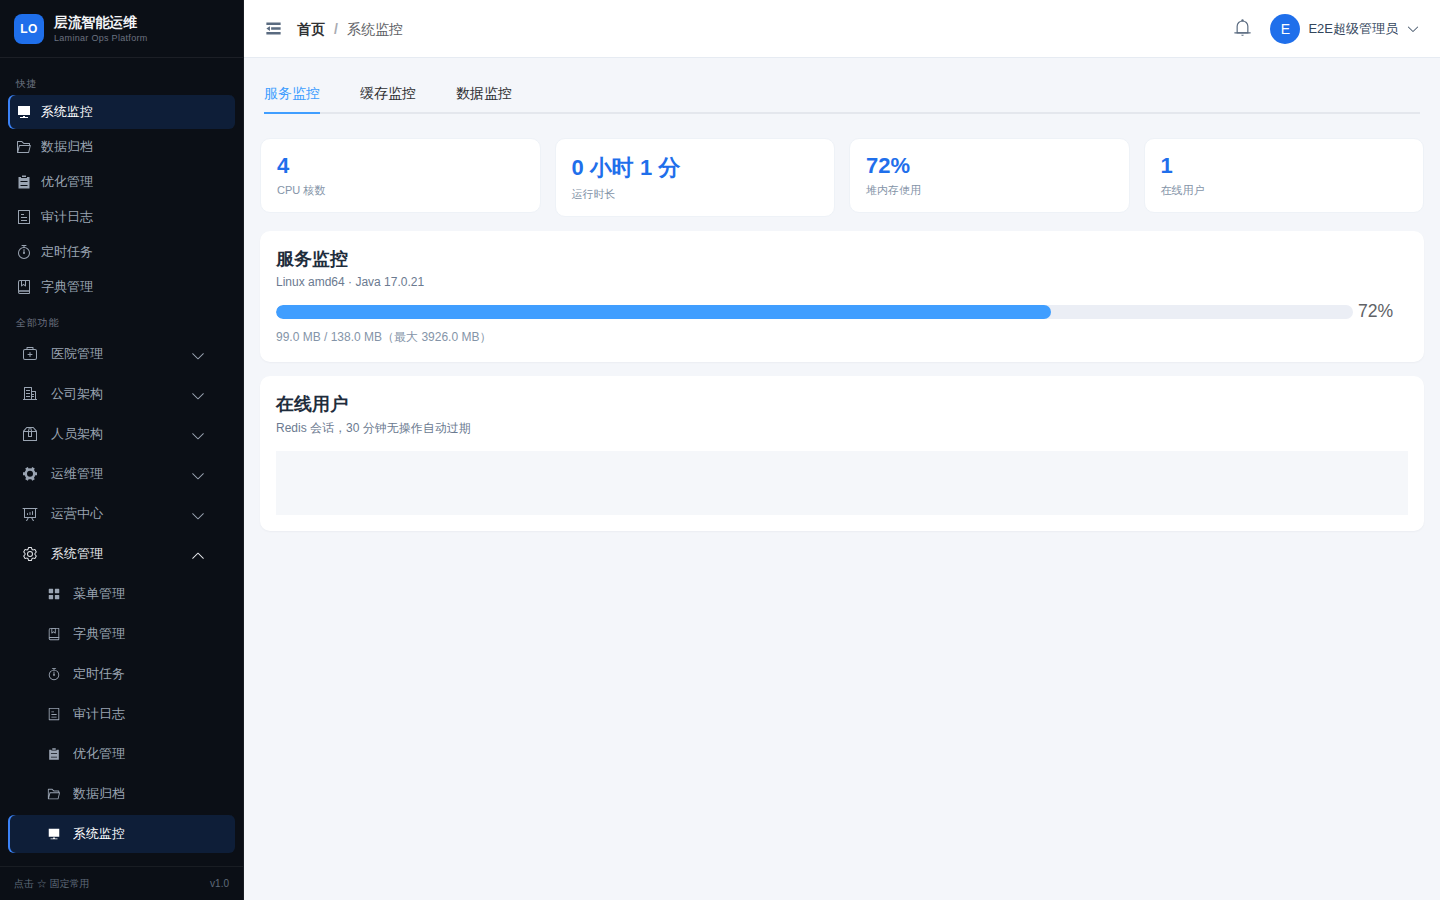 LO
层流智能运维
Laminar Ops Platform
快捷
系统监控
数据归档
优化管理
审计日志
定时任务
字典管理
全部功能
医院管理
公司架构
人员架构
运维管理
运营中心
系统管理
菜单管理
字典管理
定时任务
审计日志
优化管理
数据归档
系统监控
点击 ☆ 固定常用 v1.0
首页 / 系统监控
E E2E超级管理员
服务监控 缓存监控 数据监控
4
CPU 核数
0 小时 1 分
运行时长
72%
堆内存使用
1
在线用户
服务监控
Linux amd64 · Java 17.0.21
72%
99.0 MB / 138.0 MB（最大 3926.0 MB）
在线用户
Redis 会话，30 分钟无操作自动过期